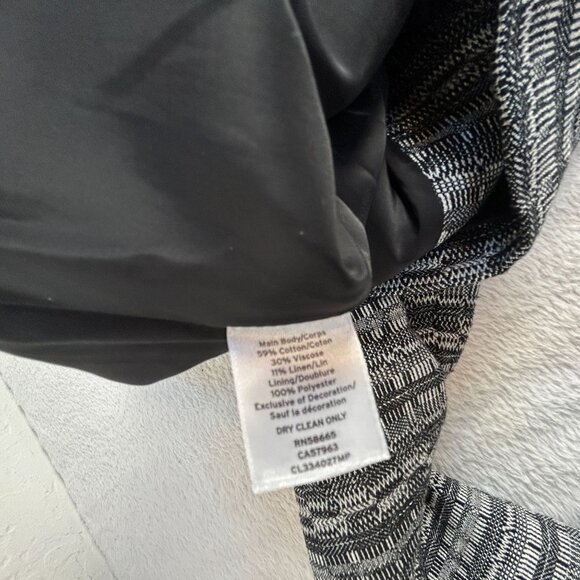 Main Body/Corps
59% Cotton/Coton
30% Viscose
11% Linen/Lin
Lining/Doublure
100% Polyester
Exclusive of Decoration/
Sauf la décoration
DRY CLEAN ONLY
RN58665
CA57963
CL334027MP